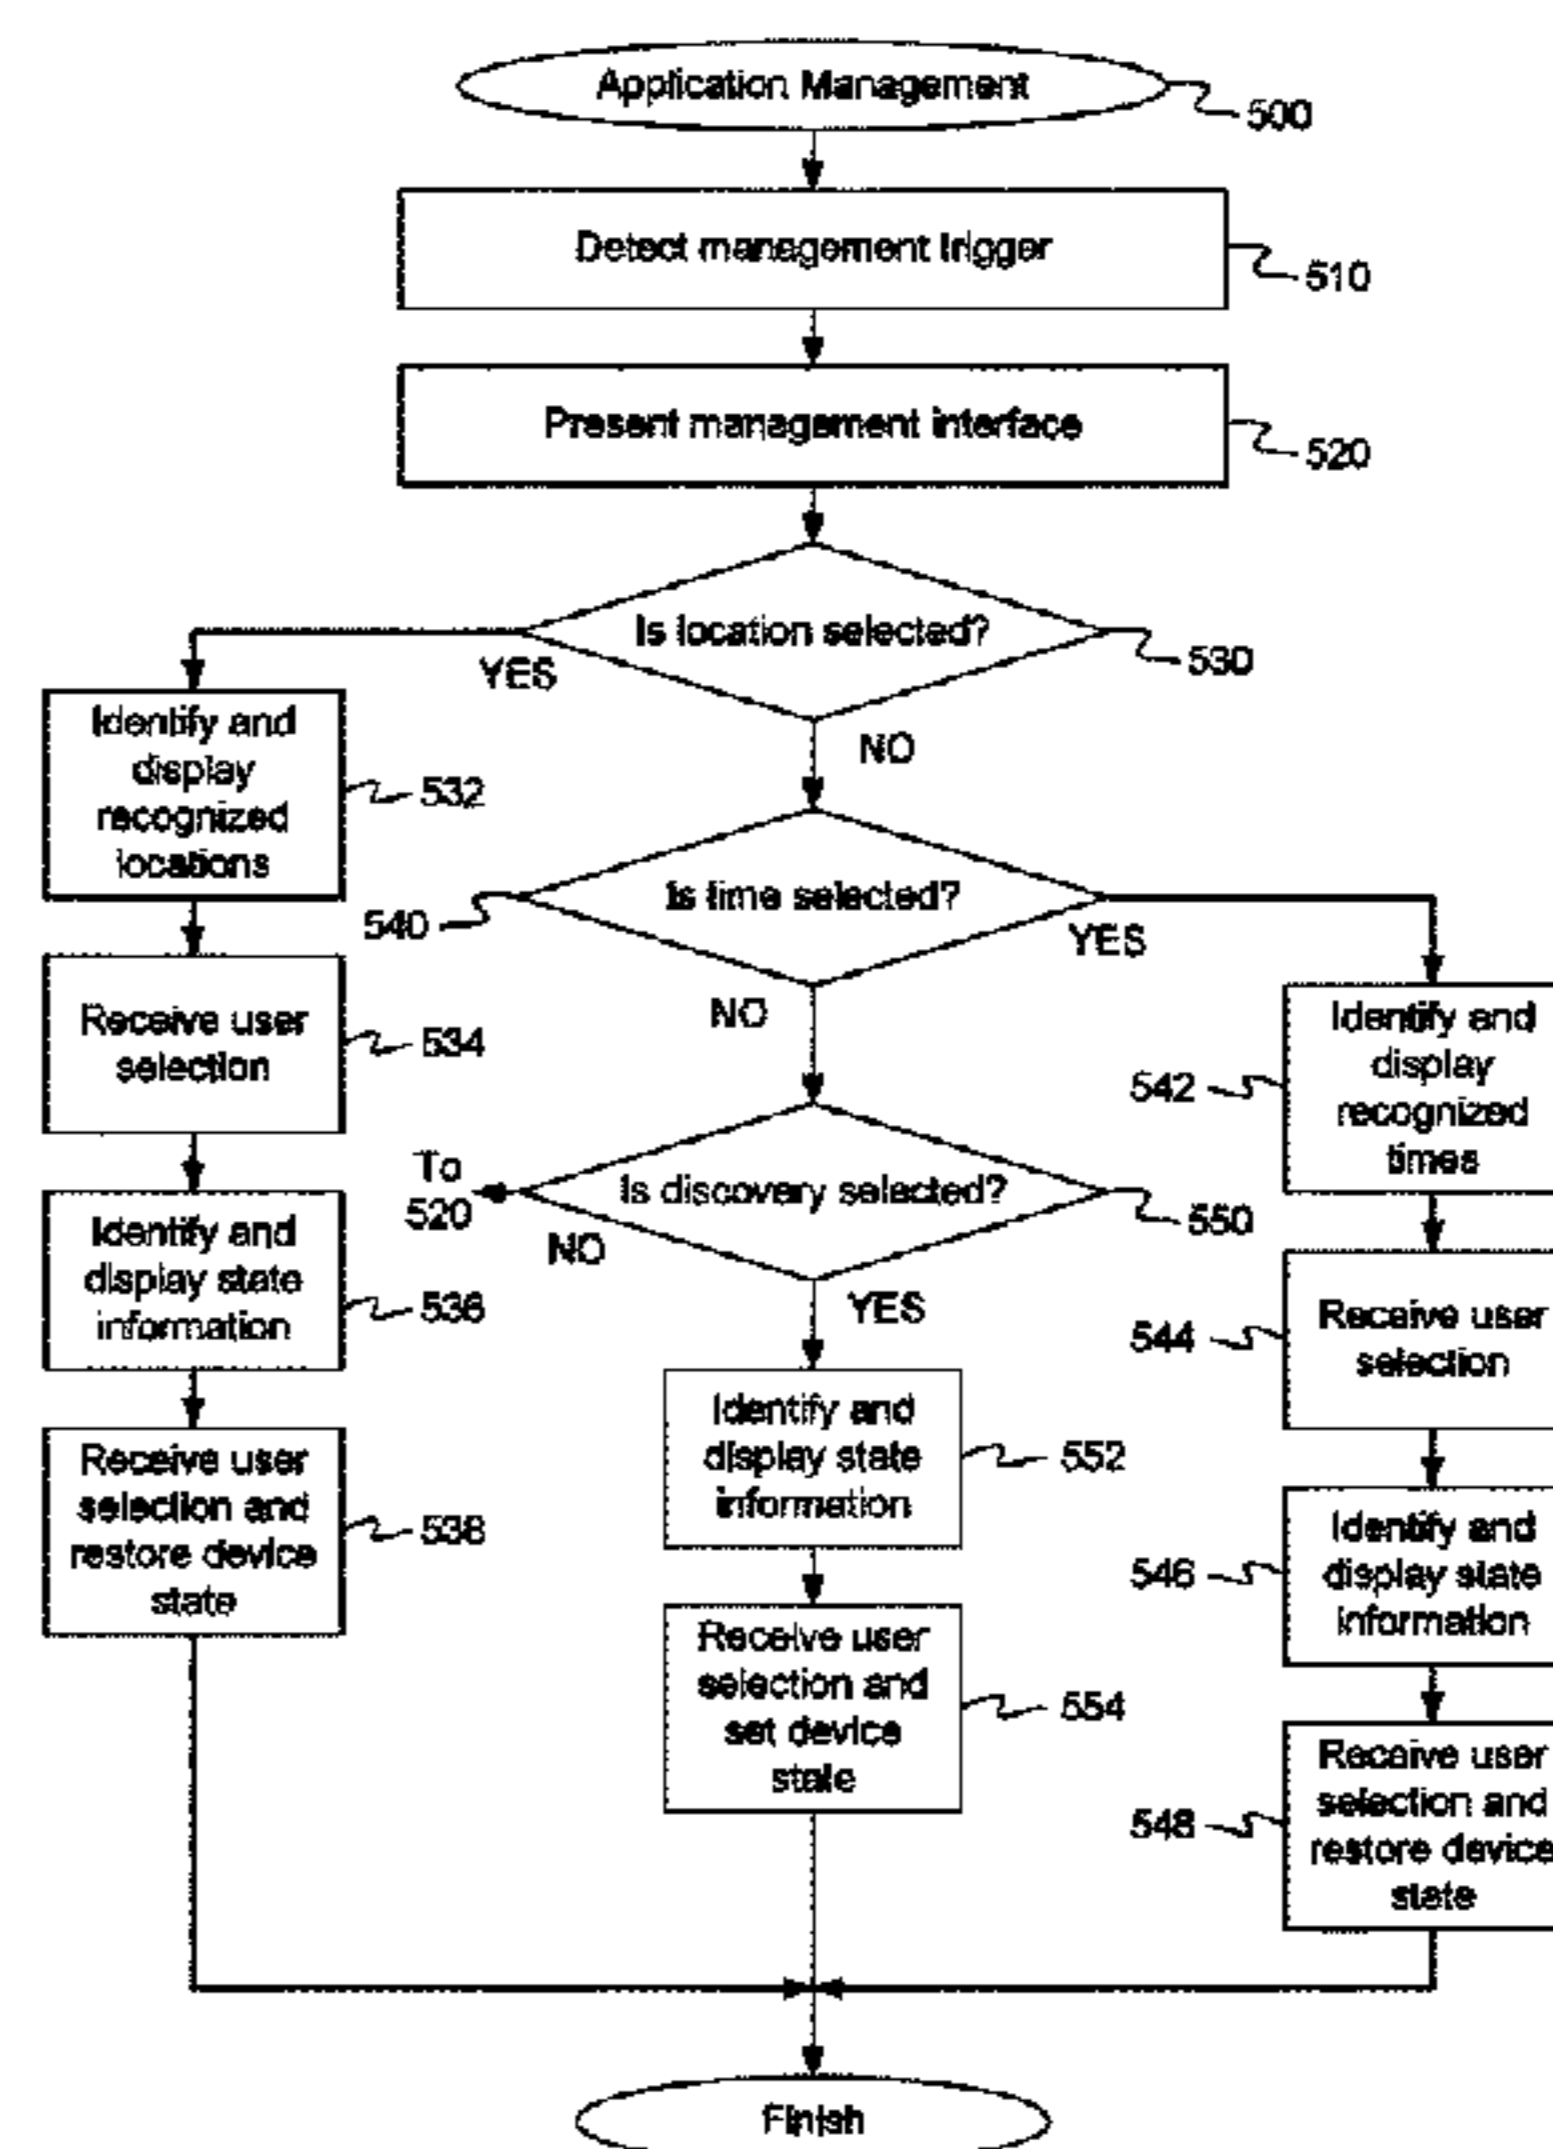 Application Management
500
Detect management trigger
510
Present management interface
520
Is location selected?
530
YES
NO
Identify and
display
recognized
locations
532
Is time selected?
540
YES
NO
Receive user
selection
534
Identify and
display
recognized
times
542
To
520
Is discovery selected?
550
NO
YES
Identify and
display state
information
536
Receive user
selection
544
Identify and
display state
information
552
Receive user
selection and
restore device
state
538
Identify and
display state
information
546
Receive user
selection and
set device
state
554
Receive user
selection and
restore device
state
548
Finish